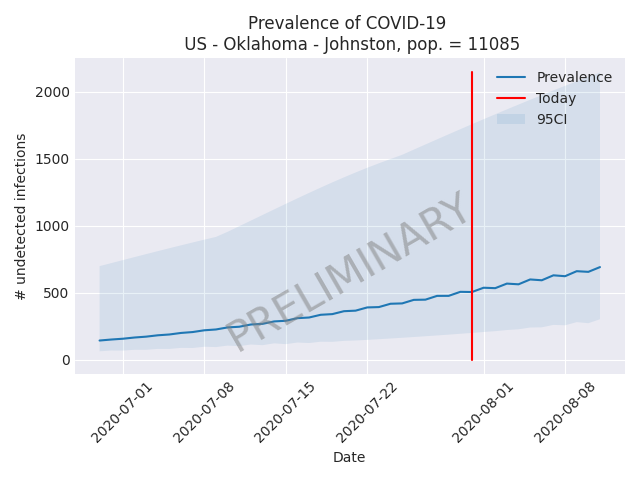 Prevalence of COVID-19
US - Oklahoma - Johnston, pop. = 11085
Prevalence
Today
95CI
PRELIMINARY
# undetected infections
2000
1500
1000
500
0
2020-07-01
2020-07-08
2020-07-15
2020-07-22
2020-08-01
2020-08-08
Date